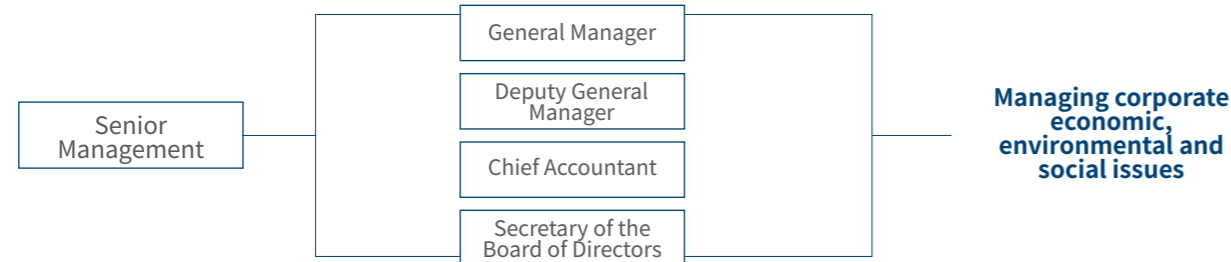 Senior
Management
General Manager
Deputy General
Manager
Chief Accountant
Secretary of the
Board of Directors
Managing corporate
economic,
environmental and
social issues